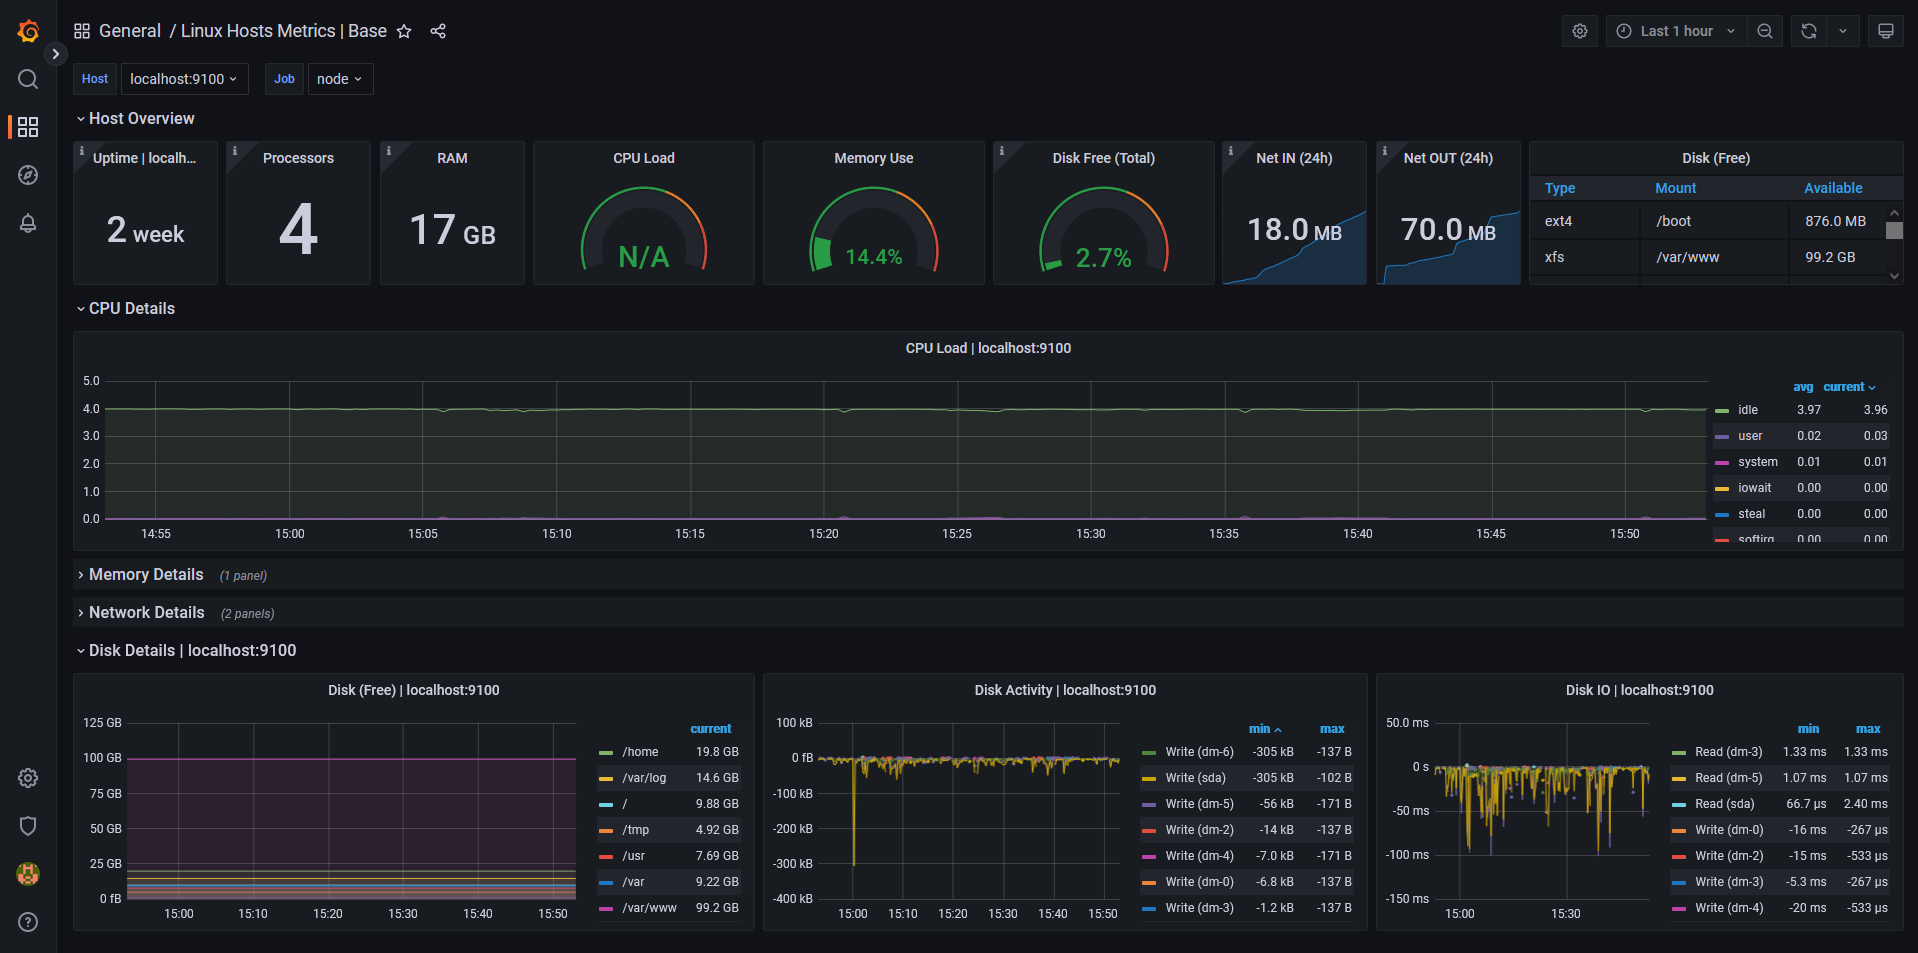 General / Linux Hosts Metrics | Base
Last 1 hour
Host localhost:9100 Job node
Host Overview
Uptime | localh...
2 week
Processors
4
RAM
17 GB
CPU Load
N/A
Memory Use
14.4%
Disk Free (Total)
2.7%
Net IN (24h)
18.0 MB
Net OUT (24h)
70.0 MB
Disk (Free)
Type Mount Available
ext4 /boot 876.0 MB
xfs /var/www 99.2 GB
CPU Details
CPU Load | localhost:9100
5.0
4.0
3.0
2.0
1.0
0.0
14:55 15:00 15:05 15:10 15:15 15:20 15:25 15:30 15:35 15:40 15:45 15:50
avg current
idle 3.97 3.96
user 0.02 0.03
system 0.01 0.01
iowait 0.00 0.00
steal 0.00 0.00
softirq 0.00 0.00
Memory Details (1 panel)
Network Details (2 panels)
Disk Details | localhost:9100
Disk (Free) | localhost:9100
125 GB
100 GB
75 GB
50 GB
25 GB
0 fB
15:00 15:10 15:20 15:30 15:40 15:50
current
/home 19.8 GB
/var/log 14.6 GB
/ 9.88 GB
/tmp 4.92 GB
/usr 7.69 GB
/var 9.22 GB
/var/www 99.2 GB
Disk Activity | localhost:9100
100 kB
0 fB
-100 kB
-200 kB
-300 kB
-400 kB
15:00 15:10 15:20 15:30 15:40 15:50
min max
Write (dm-6) -305 kB -137 B
Write (sda) -305 kB -102 B
Write (dm-5) -56 kB -171 B
Write (dm-2) -14 kB -137 B
Write (dm-4) -7.0 kB -171 B
Write (dm-0) -6.8 kB -137 B
Write (dm-3) -1.2 kB -137 B
Disk IO | localhost:9100
50.0 ms
0 s
-50 ms
-100 ms
-150 ms
15:00 15:30
min max
Read (dm-3) 1.33 ms 1.33 ms
Read (dm-5) 1.07 ms 1.07 ms
Read (sda) 66.7 µs 2.40 ms
Write (dm-0) -16 ms -267 µs
Write (dm-2) -15 ms -533 µs
Write (dm-3) -5.3 ms -267 µs
Write (dm-4) -20 ms -533 µs